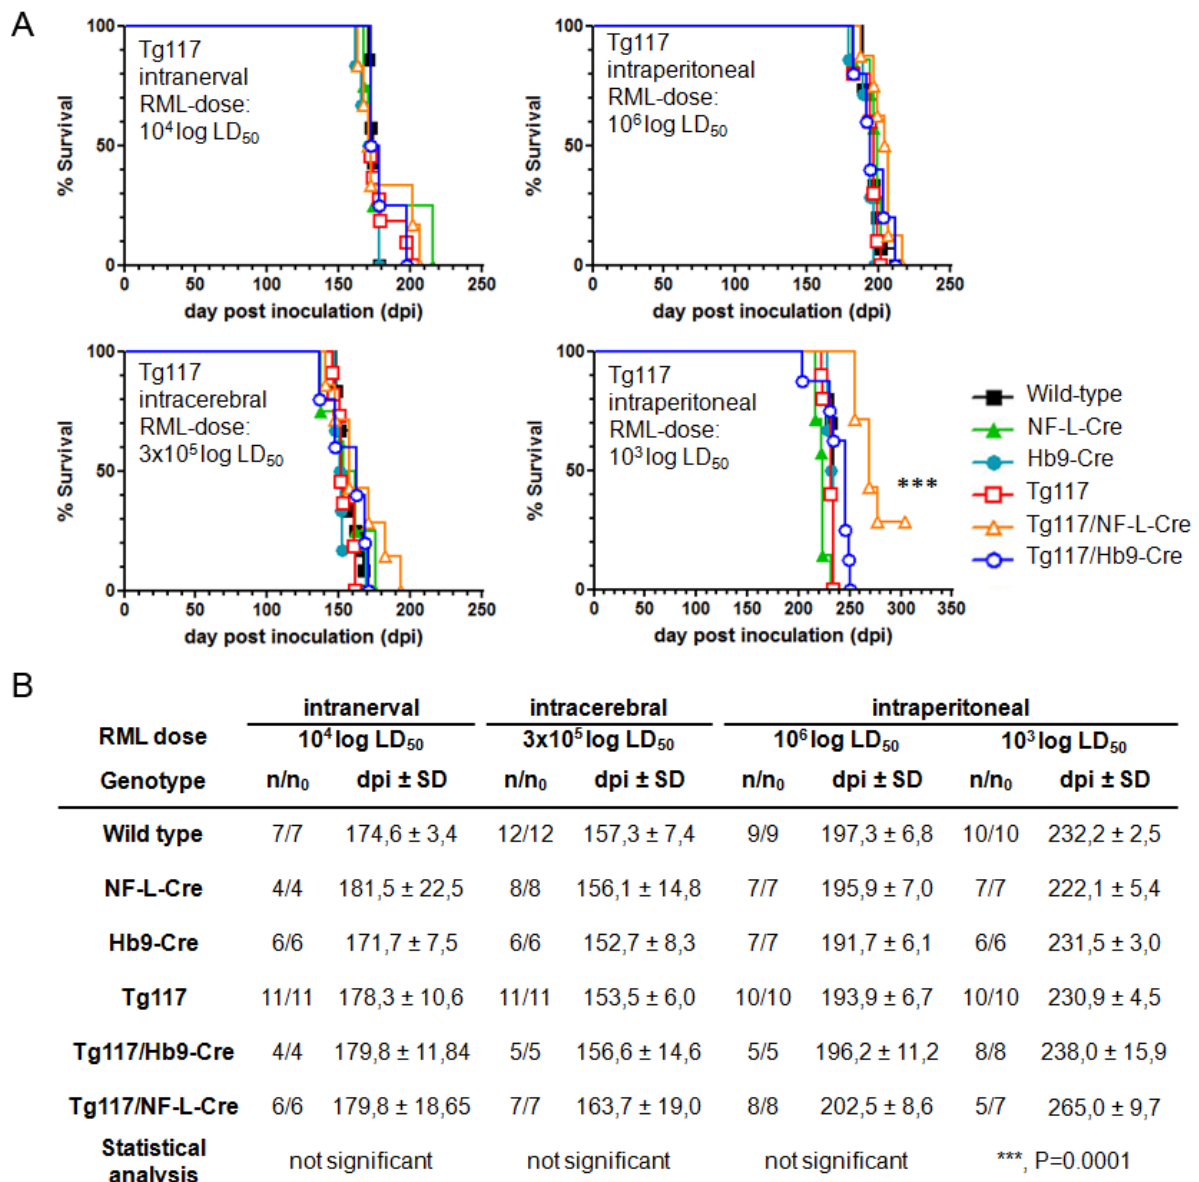 A
Tg117
intranerval
RML-dose:
10⁴log LD₅₀
100
50
0
% Survival
0 50 100 150 200 250
day post inoculation (dpi)
Tg117
intraperitoneal
RML-dose:
10⁶log LD₅₀
100
50
0
% Survival
0 50 100 150 200 250
day post inoculation (dpi)
Tg117
intracerebral
RML-dose:
3x10⁵log LD₅₀
100
50
0
% Survival
0 50 100 150 200 250
day post inoculation (dpi)
Tg117
intraperitoneal
RML-dose:
10³log LD₅₀
***
100
50
0
% Survival
0 50 100 150 200 250 300 350
day post inoculation (dpi)
Wild-type
NF-L-Cre
Hb9-Cre
Tg117
Tg117/NF-L-Cre
Tg117/Hb9-Cre
B
intranerval intracerebral intraperitoneal
RML dose 10⁴log LD₅₀ 3x10⁵log LD₅₀ 10⁶log LD₅₀ 10³log LD₅₀
Genotype n/n₀ dpi ± SD n/n₀ dpi ± SD n/n₀ dpi ± SD n/n₀ dpi ± SD
Wild type 7/7 174,6 ± 3,4 12/12 157,3 ± 7,4 9/9 197,3 ± 6,8 10/10 232,2 ± 2,5
NF-L-Cre 4/4 181,5 ± 22,5 8/8 156,1 ± 14,8 7/7 195,9 ± 7,0 7/7 222,1 ± 5,4
Hb9-Cre 6/6 171,7 ± 7,5 6/6 152,7 ± 8,3 7/7 191,7 ± 6,1 6/6 231,5 ± 3,0
Tg117 11/11 178,3 ± 10,6 11/11 153,5 ± 6,0 10/10 193,9 ± 6,7 10/10 230,9 ± 4,5
Tg117/Hb9-Cre 4/4 179,8 ± 11,84 5/5 156,6 ± 14,6 5/5 196,2 ± 11,2 8/8 238,0 ± 15,9
Tg117/NF-L-Cre 6/6 179,8 ± 18,65 7/7 163,7 ± 19,0 8/8 202,5 ± 8,6 5/7 265,0 ± 9,7
Statistical
analysis not significant not significant not significant ***, P=0.0001